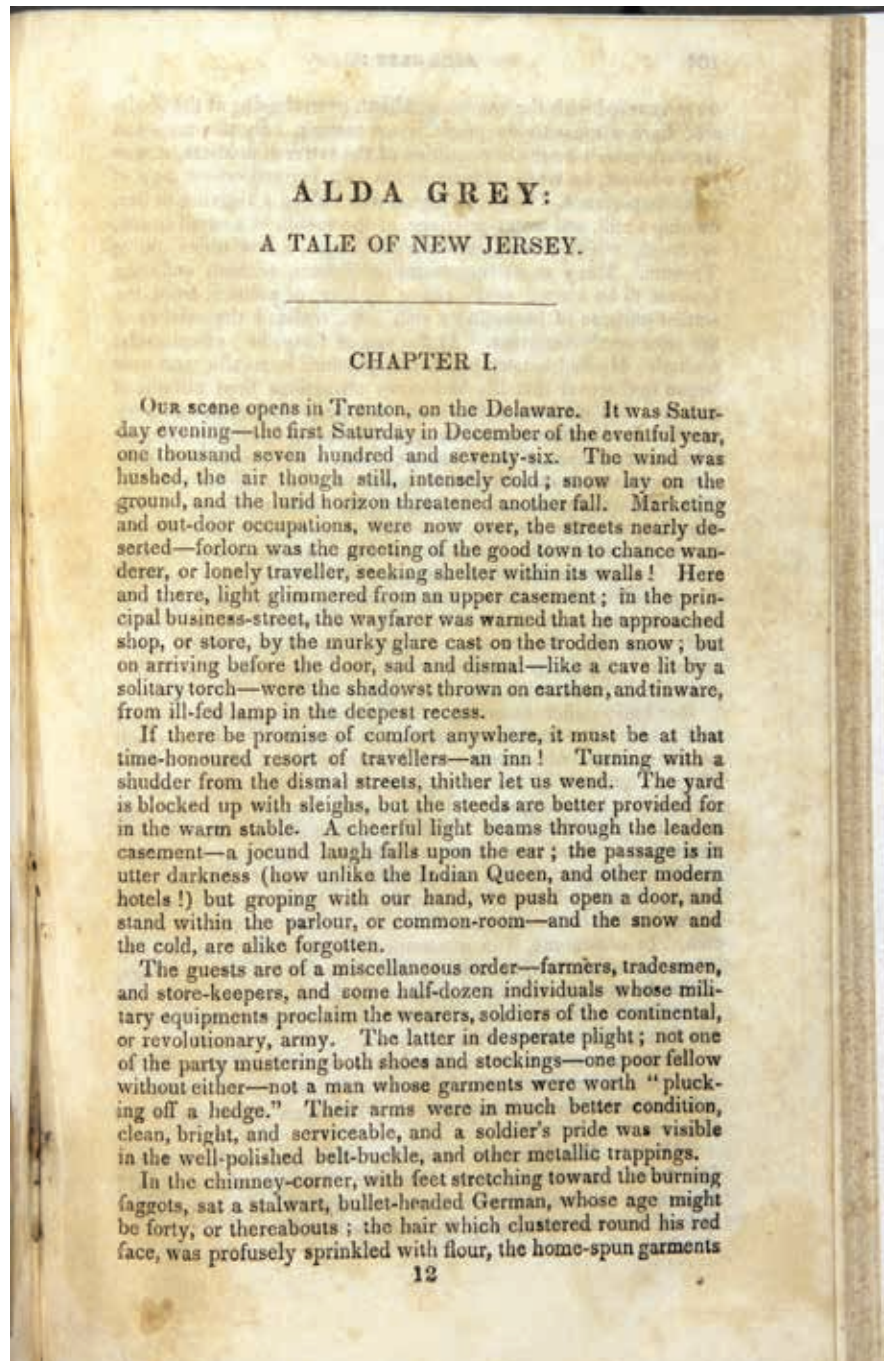 ALDA GREY:
A TALE OF NEW JERSEY.
CHAPTER I.
OUR scene opens in Trenton, on the Delaware. It was Satur-
day evening—the first Saturday in December of the eventful year,
one thousand seven hundred and seventy-six. The wind was
hushed, the air though still, intensely cold; snow lay on the
ground, and the lurid horizon threatened another fall. Marketing
and out-door occupations, were now over, the streets nearly de-
serted—forlorn was the greeting of the good town to chance wan-
derer, or lonely traveller, seeking shelter within its walls! Here
and there, light glimmered from an upper casement; in the prin-
cipal business-street, the wayfarer was warned that he approached
shop, or store, by the murky glare cast on the trodden snow; but
on arriving before the door, sad and dismal—like a cave lit by a
solitary torch—were the shadowst thrown on earthen, and tinware,
from ill-fed lamp in the deepest recess.
If there be promise of comfort anywhere, it must be at that
time-honoured resort of travellers—an inn! Turning with a
shudder from the dismal streets, thither let us wend. The yard
is blocked up with sleighs, but the steeds are better provided for
in the warm stable. A cheerful light beams through the leaden
casement—a jocund laugh falls upon the ear; the passage is in
utter darkness (how unlike the Indian Queen, and other modern
hotels!) but groping with our hand, we push open a door, and
stand within the parlour, or common-room—and the snow and
the cold, are alike forgotten.
The guests are of a miscellaneous order—farmers, tradesmen,
and store-keepers, and some half-dozen individuals whose mili-
tary equipments proclaim the wearers, soldiers of the continental,
or revolutionary, army. The latter in desperate plight; not one
of the party mustering both shoes and stockings—one poor fellow
without either—not a man whose garments were worth "pluck-
ing off a hedge." Their arms were in much better condition,
clean, bright, and serviceable, and a soldier's pride was visible
in the well-polished belt-buckle, and other metallic trappings.
In the chimney-corner, with feet stretching toward the burning
faggots, sat a stalwart, bullet-headed German, whose age might
be forty, or thereabouts; the hair which clustered round his red
face, was profusely sprinkled with flour, the home-spun garments
12